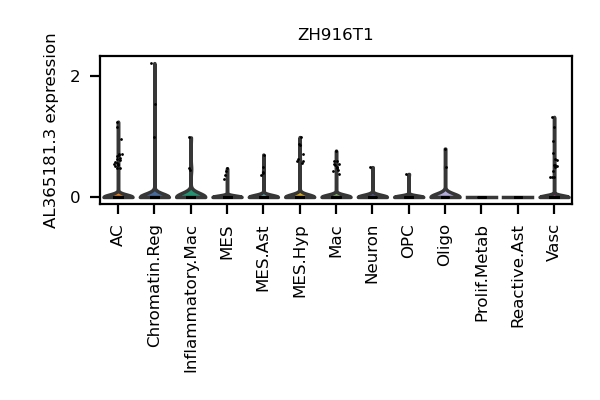 ZH916T1
AL365181.3 expression
2
0
AC
Chromatin.Reg
Inflammatory.Mac
MES
MES.Ast
MES.Hyp
Mac
Neuron
OPC
Oligo
Prolif.Metab
Reactive.Ast
Vasc